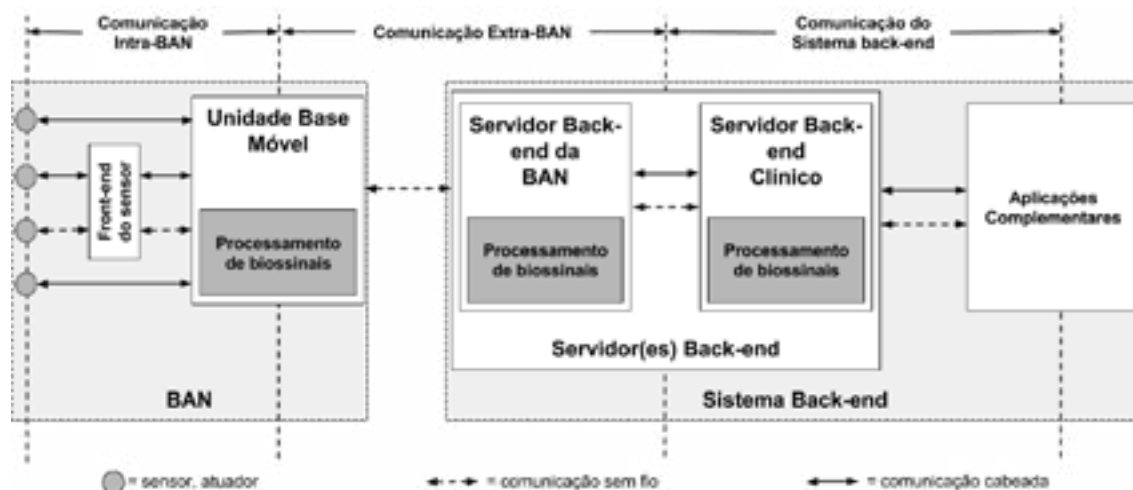 Comunicação
Intra-BAN
Comunicação Extra-BAN
Comunicação do
Sistema back-end
Unidade Base
Móvel
Front-end
do sensor
Processamento
de biossinais
BAN
Servidor Back-
end da
BAN
Processamento
de biossinais
Servidor Back-
end
Clínico
Processamento
de biossinais
Servidor(es) Back-end
Aplicações
Complementares
Sistema Back-end
= sensor, atuador
= comunicação sem fio
= comunicação cabeada